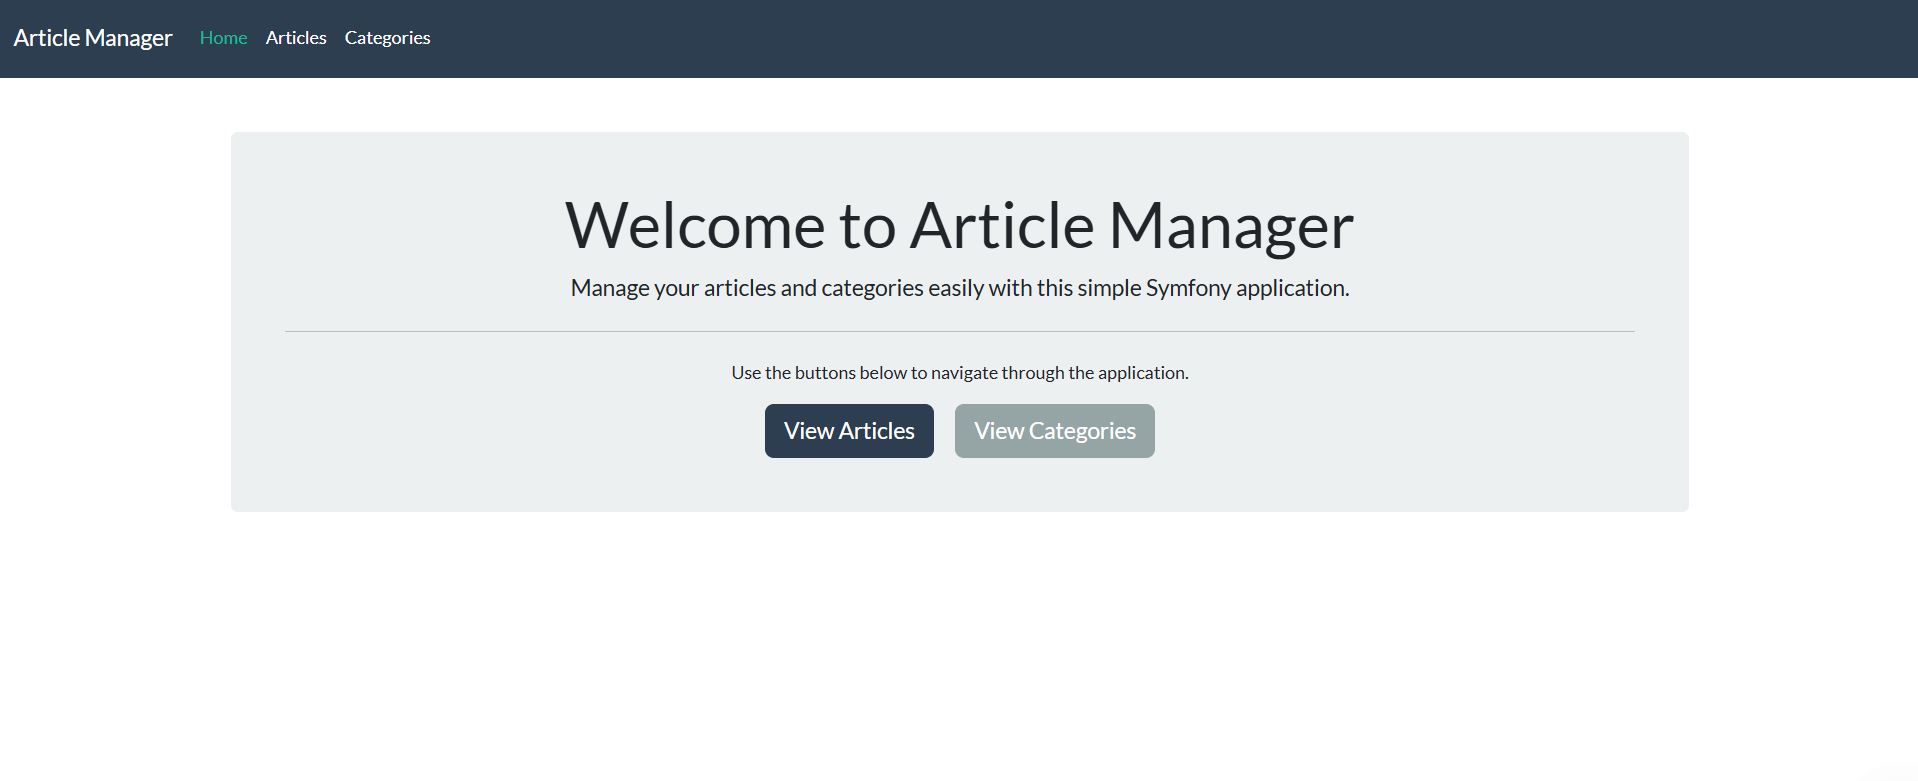 Article Manager Home Articles Categories
Welcome to Article Manager
Manage your articles and categories easily with this simple Symfony application.
Use the buttons below to navigate through the application.
View Articles View Categories